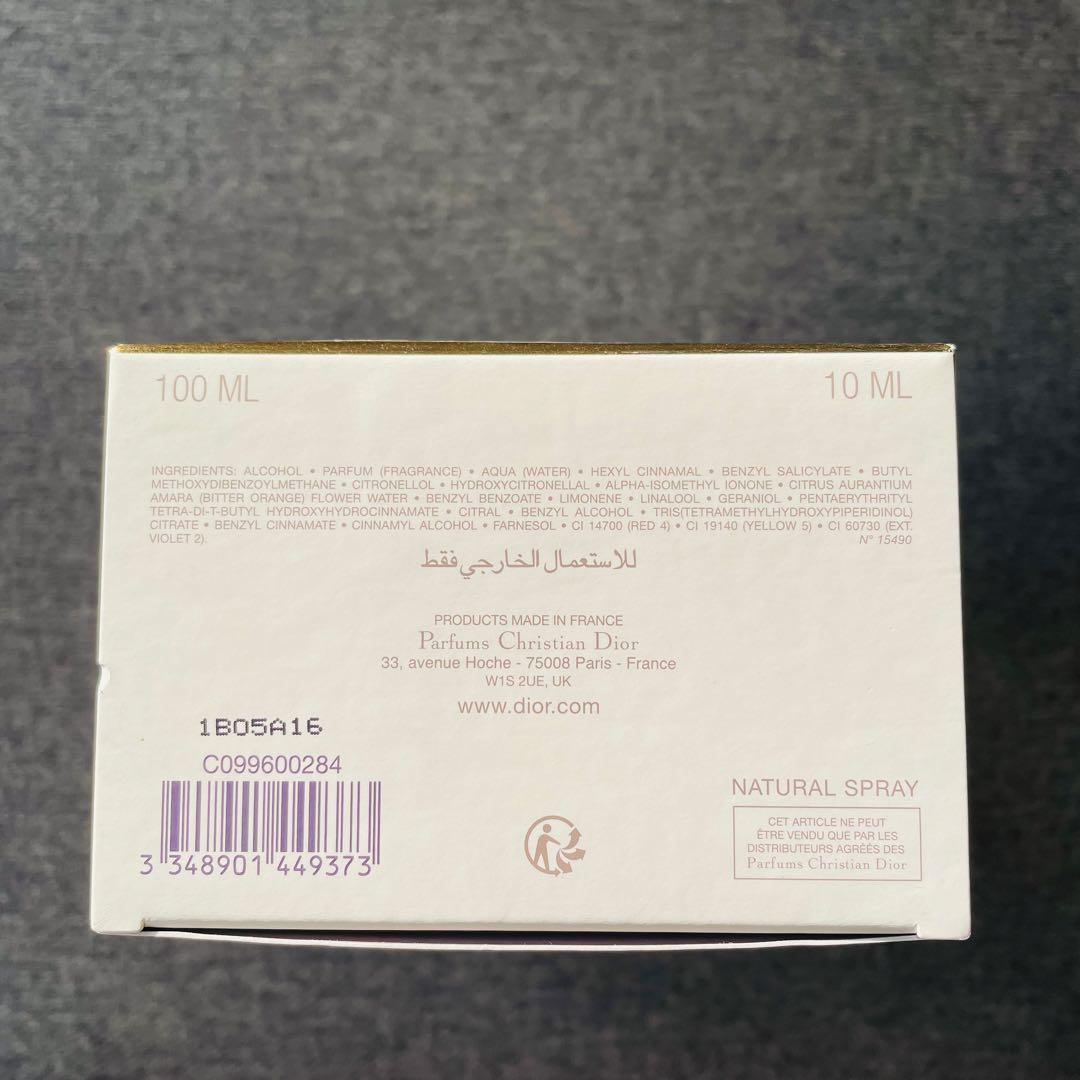 100 ML
10 ML
INGREDIENTS: ALCOHOL • PARFUM (FRAGRANCE) • AQUA (WATER) • HEXYL CINNAMAL • BENZYL SALICYLATE • BUTYL
METHOXYDIBENZOYLMETHANE • CITRONELLOL • HYDROXYCITRONELLAL • ALPHA-ISOMETHYL IONONE • CITRUS AURANTIUM
AMARA (BITTER ORANGE) FLOWER WATER • BENZYL BENZOATE • LIMONENE • LINALOOL • GERANIOL • PENTAERYTHRITYL
TETRA-DI-T-BUTYL HYDROXYHYDROCINNAMATE • CITRAL • BENZYL ALCOHOL • TRIS(TETRAMETHYLHYDROXYPIPERIDINOL)
CITRATE • BENZYL CINNAMATE • CINNAMYL ALCOHOL • FARNESOL • CI 14700 (RED 4) • CI 19140 (YELLOW 5) • CI 60730 (EXT.
VIOLET 2).
N° 15490
للاستعمال الخارجي فقط
PRODUCTS MADE IN FRANCE
Parfums Christian Dior
33, avenue Hoche - 75008 Paris - France
W1S 2UE, UK
www.dior.com
1B05A16
C099600284
3 348901 449373
NATURAL SPRAY
CET ARTICLE NE PEUT
ÊTRE VENDU QUE PAR LES
DISTRIBUTEURS AGRÉÉS DES
Parfums Christian Dior